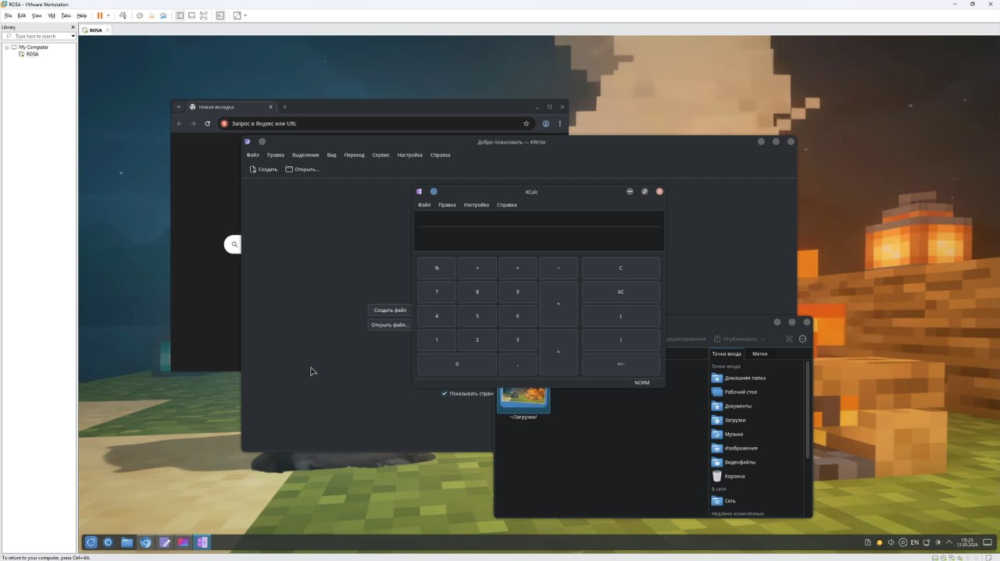 ROSA - VMware Workstation
File Edit View VM Tabs Help
Library
Type here to search
My Computer
ROSA
ROSA
Новая вкладка
Запрос в Яндекс или URL
Добро пожаловать — KWrite
Файл Правка Выделение Вид Переход Сервис Настройка Справка
Создать Открыть...
Создать файл
Открыть файл...
Показывать стран
KCalc
Файл Правка Настройка Справка
% ÷ × − C
7 8 9 + AC
4 5 6 (
1 2 3 = )
0 , +/−
NORM
редактирования Опубликовать
Точки входа Метки
Точки входа
Домашняя папка
Рабочий стол
Документы
Загрузки
Музыка
Изображения
Видеофайлы
Корзина
В сети
Сеть
Недавно изменённые
~/Загрузки/
EN
19:25
13.09.2026
To return to your computer, press Ctrl+Alt.